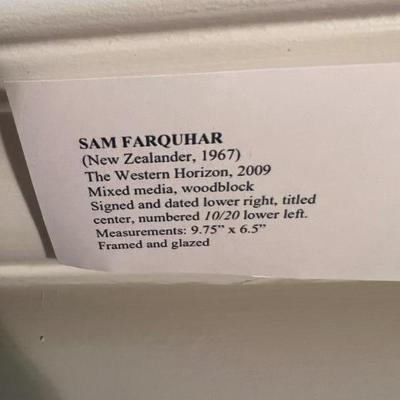 SAM FARQUHAR
(New Zealander, 1967)
The Western Horizon, 2009
Mixed media, woodblock
Signed and dated lower right, titled
center, numbered 10/20 lower left.
Measurements: 9.75” x 6.5”
Framed and glazed